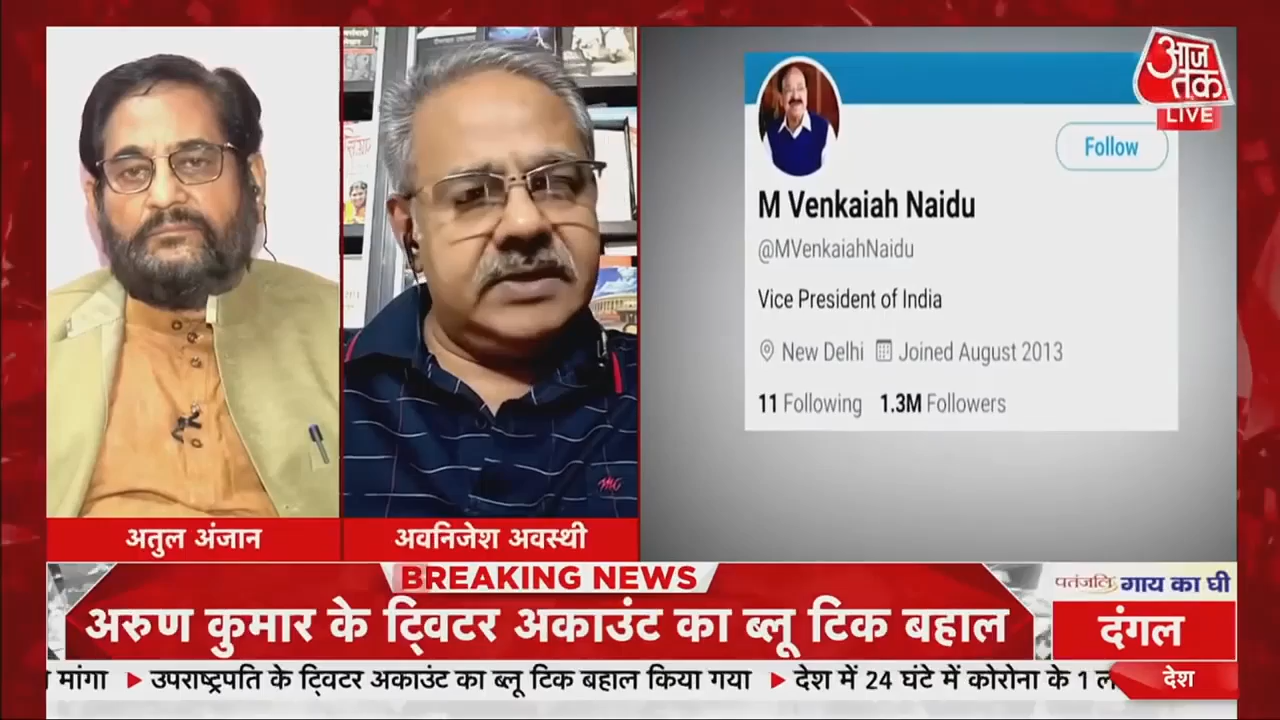 आज
तक
LIVE
Follow
M Venkaiah Naidu
@MVenkaiahNaidu
Vice President of India
New Delhi Joined August 2013
11 Following 1.3M Followers
अतुल अंजान
अवनिजेश अवस्थी
BREAKING NEWS
अरुण कुमार के ट्विटर अकाउंट का ब्लू टिक बहाल
पतंजलि गाय का घी
दंगल
मांगा ▶ उपराष्ट्रपति के ट्विटर अकाउंट का ब्लू टिक बहाल किया गया ▶ देश में 24 घंटे में कोरोना के 1
देश